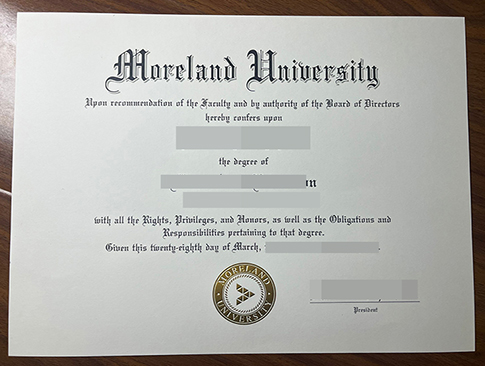 Moreland University
Upon recommendation of the Faculty and by authority of the Board of Directors
hereby confers upon
the degree of
with all the Rights, Privileges, and Honors, as well as the Obligations and
Responsibilities pertaining to that degree.
Given this twenty-eighth day of March,
MORELAND
UNIVERSITY
President